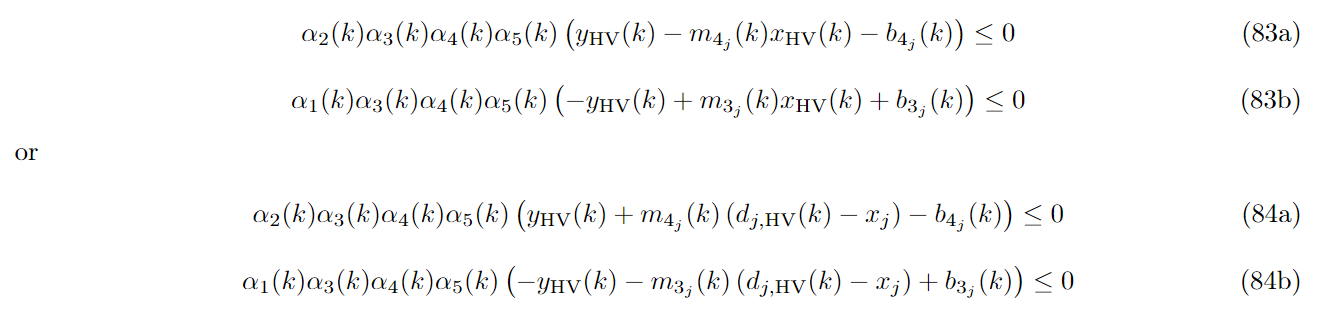 α₂(k)α₃(k)α₄(k)α₅(k) (y_HV(k) − m_{4_j}(k)x_HV(k) − b_{4_j}(k)) ≤ 0 (83a)
α₁(k)α₃(k)α₄(k)α₅(k) (−y_HV(k) + m_{3_j}(k)x_HV(k) + b_{3_j}(k)) ≤ 0 (83b)
or
α₂(k)α₃(k)α₄(k)α₅(k) (y_HV(k) + m_{4_j}(k) (d_{j,HV}(k) − x_j) − b_{4_j}(k)) ≤ 0 (84a)
α₁(k)α₃(k)α₄(k)α₅(k) (−y_HV(k) − m_{3_j}(k) (d_{j,HV}(k) − x_j) + b_{3_j}(k)) ≤ 0 (84b)